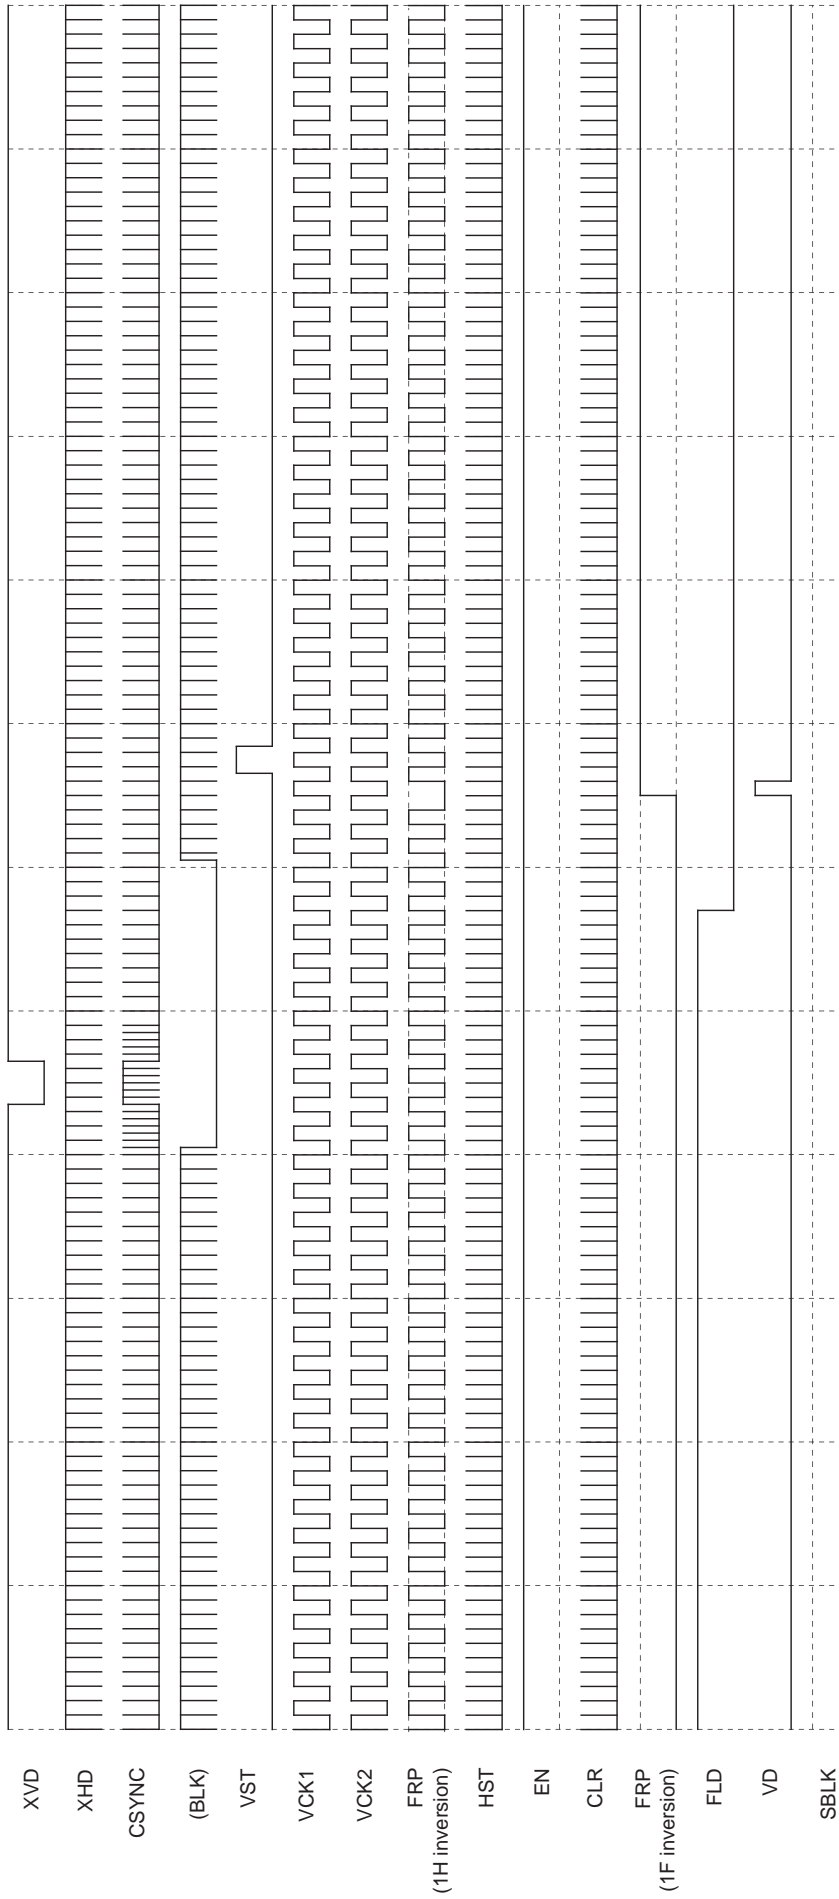 XVD
XHD
CSYNC
(BLK)
VST
VCK1
VCK2
FRP
(1H inversion)
HST
EN
CLR
FRP
(1F inversion)
FLD
VD
SBLK